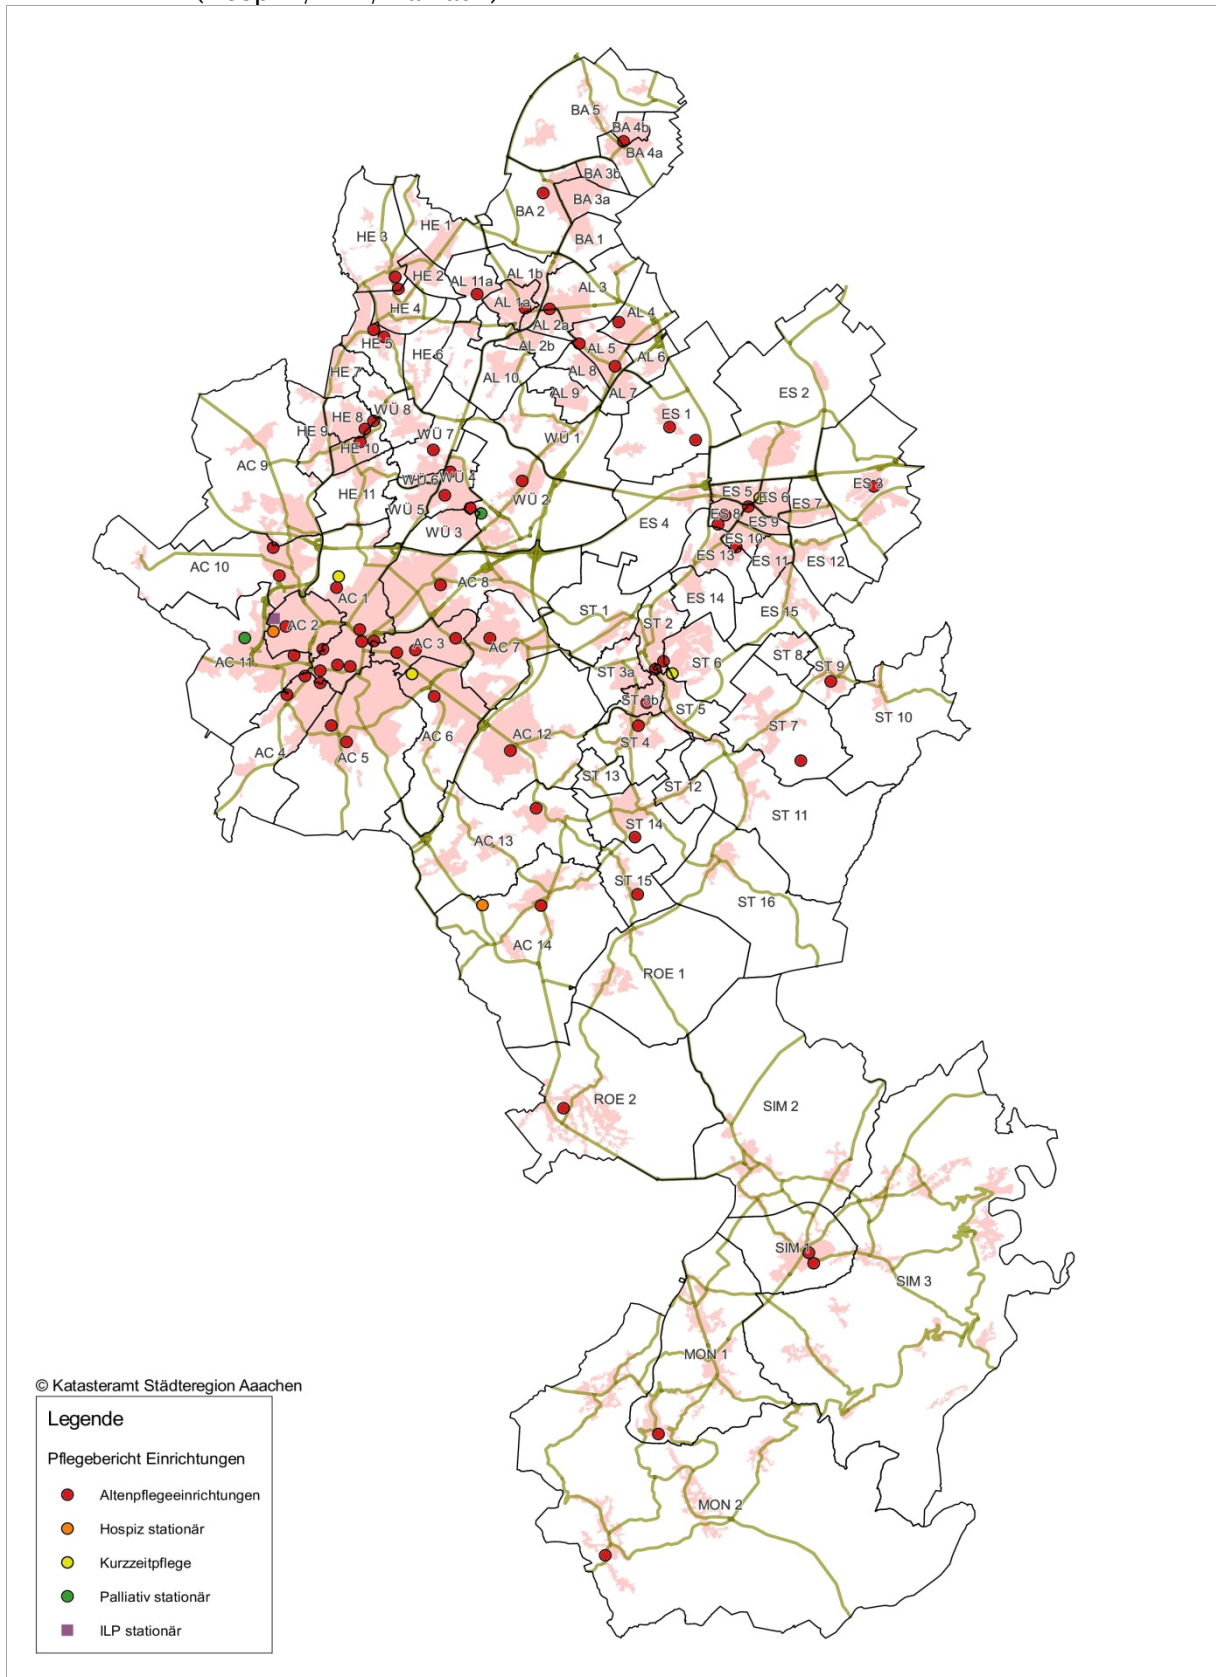 BA 5
BA 4b
BA 4a
BA 3b
BA 3a
BA 2
BA 1
HE 3
HE 1
HE 2
HE 4
HE 5
HE 6
HE 7
AL 11a
AL 1b
AL 1a
AL 3
AL 4
AL 2a
AL 2b
AL 5
AL 6
AL 8
AL 7
AL 10
AL 9
ES 2
ES 1
HE 8
WÜ 8
HE 9
HE 10
WÜ 7
WÜ 1
AC 9
WÜ 6
WÜ 4
HE 11
WÜ 5
WÜ 2
WÜ 3
ES 3
ES 5
ES 6
ES 7
ES 4
ES 8
ES 9
ES 10
ES 13
ES 11
ES 12
AC 10
AC 1
AC 8
ES 14
ES 15
ST 1
ST 2
AC 2
AC 3
AC 7
AC 11
ST 3a
ST 6
ST 8
ST 9
ST 3b
ST 5
ST 10
ST 7
AC 4
AC 5
AC 6
AC 12
ST 4
ST 13
ST 12
ST 11
AC 13
ST 14
ST 15
ST 16
AC 14
ROE 1
ROE 2
SIM 2
SIM 1
SIM 3
MON 1
MON 2
© Katasteramt Städteregion Aaachen
Legende
Pflegebericht Einrichtungen
Altenpflegeeinrichtungen
Hospiz stationär
Kurzzeitpflege
Palliativ stationär
ILP stationär